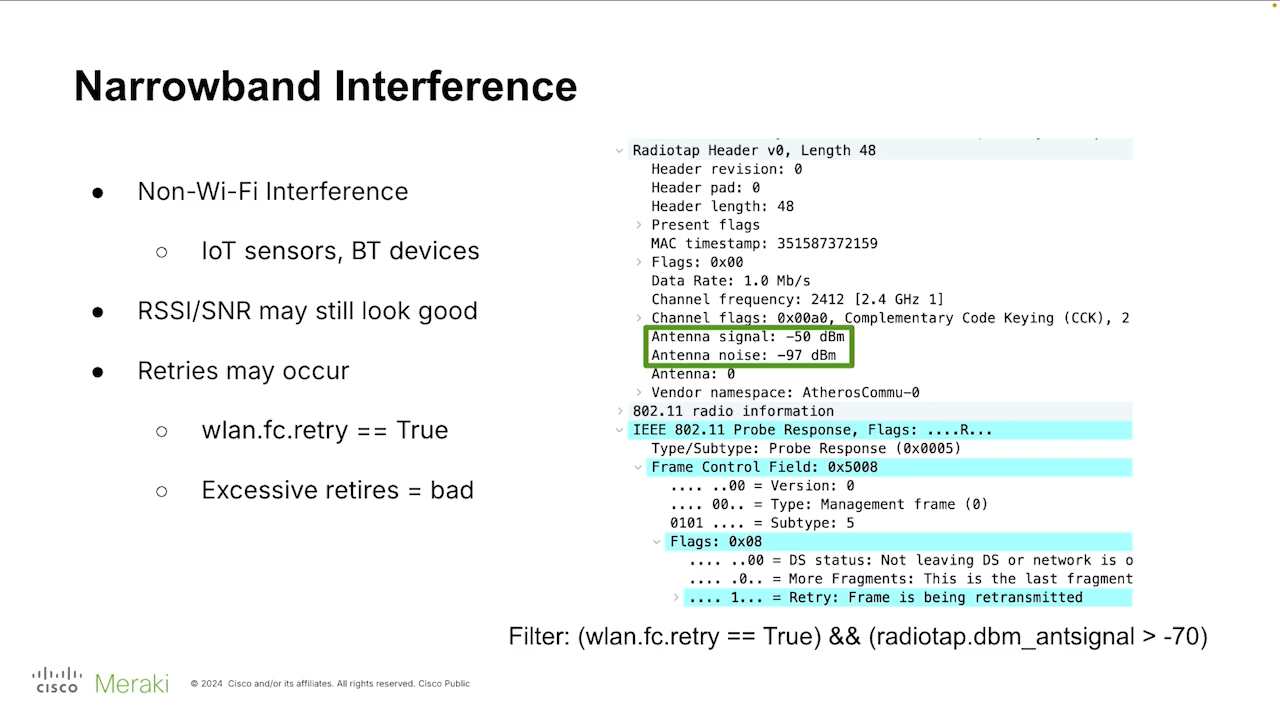 Narrowband Interference
● Non-Wi-Fi Interference
○ IoT sensors, BT devices
● RSSI/SNR may still look good
● Retries may occur
○ wlan.fc.retry == True
○ Excessive retires = bad
Radiotap Header v0, Length 48
Header revision: 0
Header pad: 0
Header length: 48
Present flags
MAC timestamp: 351587372159
Flags: 0x00
Data Rate: 1.0 Mb/s
Channel frequency: 2412 [2.4 GHz 1]
Channel flags: 0x00a0, Complementary Code Keying (CCK), 2
Antenna signal: -50 dBm
Antenna noise: -97 dBm
Antenna: 0
Vendor namespace: AtherosCommu-0
802.11 radio information
IEEE 802.11 Probe Response, Flags: ....R...
Type/Subtype: Probe Response (0x0005)
Frame Control Field: 0x5008
.... ..00 = Version: 0
.... 00.. = Type: Management frame (0)
0101 .... = Subtype: 5
Flags: 0x08
.... ..00 = DS status: Not leaving DS or network is o
.... .0.. = More Fragments: This is the last fragment
.... 1... = Retry: Frame is being retransmitted
Filter: (wlan.fc.retry == True) && (radiotap.dbm_antsignal > -70)
CISCO Meraki © 2024 Cisco and/or its affiliates. All rights reserved. Cisco Public